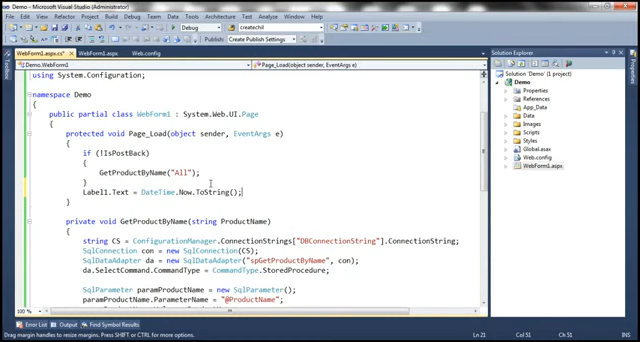 Demo - Microsoft Visual Studio (Administrator)
File Edit View Project Build Debug Team Data Tools Architecture Test Analyze Window Help
Debug
createchil
Publish: Create Publish Settings
WebForm1.aspx.cs* WebForm1.aspx Web.config
Demo.WebForm1
Page_Load(object sender, EventArgs e)
using System.Configuration;
namespace Demo
{
public partial class WebForm1 : System.Web.UI.Page
{
protected void Page_Load(object sender, EventArgs e)
{
if (!IsPostBack)
{
GetProductByName("All");
}
Label1.Text = DateTime.Now.ToString();
}
private void GetProductByName(string ProductName)
{
string CS = ConfigurationManager.ConnectionStrings["DBConnectionString"].ConnectionString;
SqlConnection con = new SqlConnection(CS);
SqlDataAdapter da = new SqlDataAdapter("spGetProductByName", con);
da.SelectCommand.CommandType = CommandType.StoredProcedure;
SqlParameter paramProductName = new SqlParameter();
paramProductName.ParameterName = "@ProductName";
100 %
Solution Explorer
Solution 'Demo' (1 project)
Demo
Properties
References
App_Data
Data
Images
Scripts
Styles
Global.asax
Web.config
WebForm1.aspx
Toolbox
Properties
Error List Output Find Symbol Results
Drag margin handles to resize margins. Press SHIFT or CTRL for more options.
Ln 21 Col 51 Ch 51